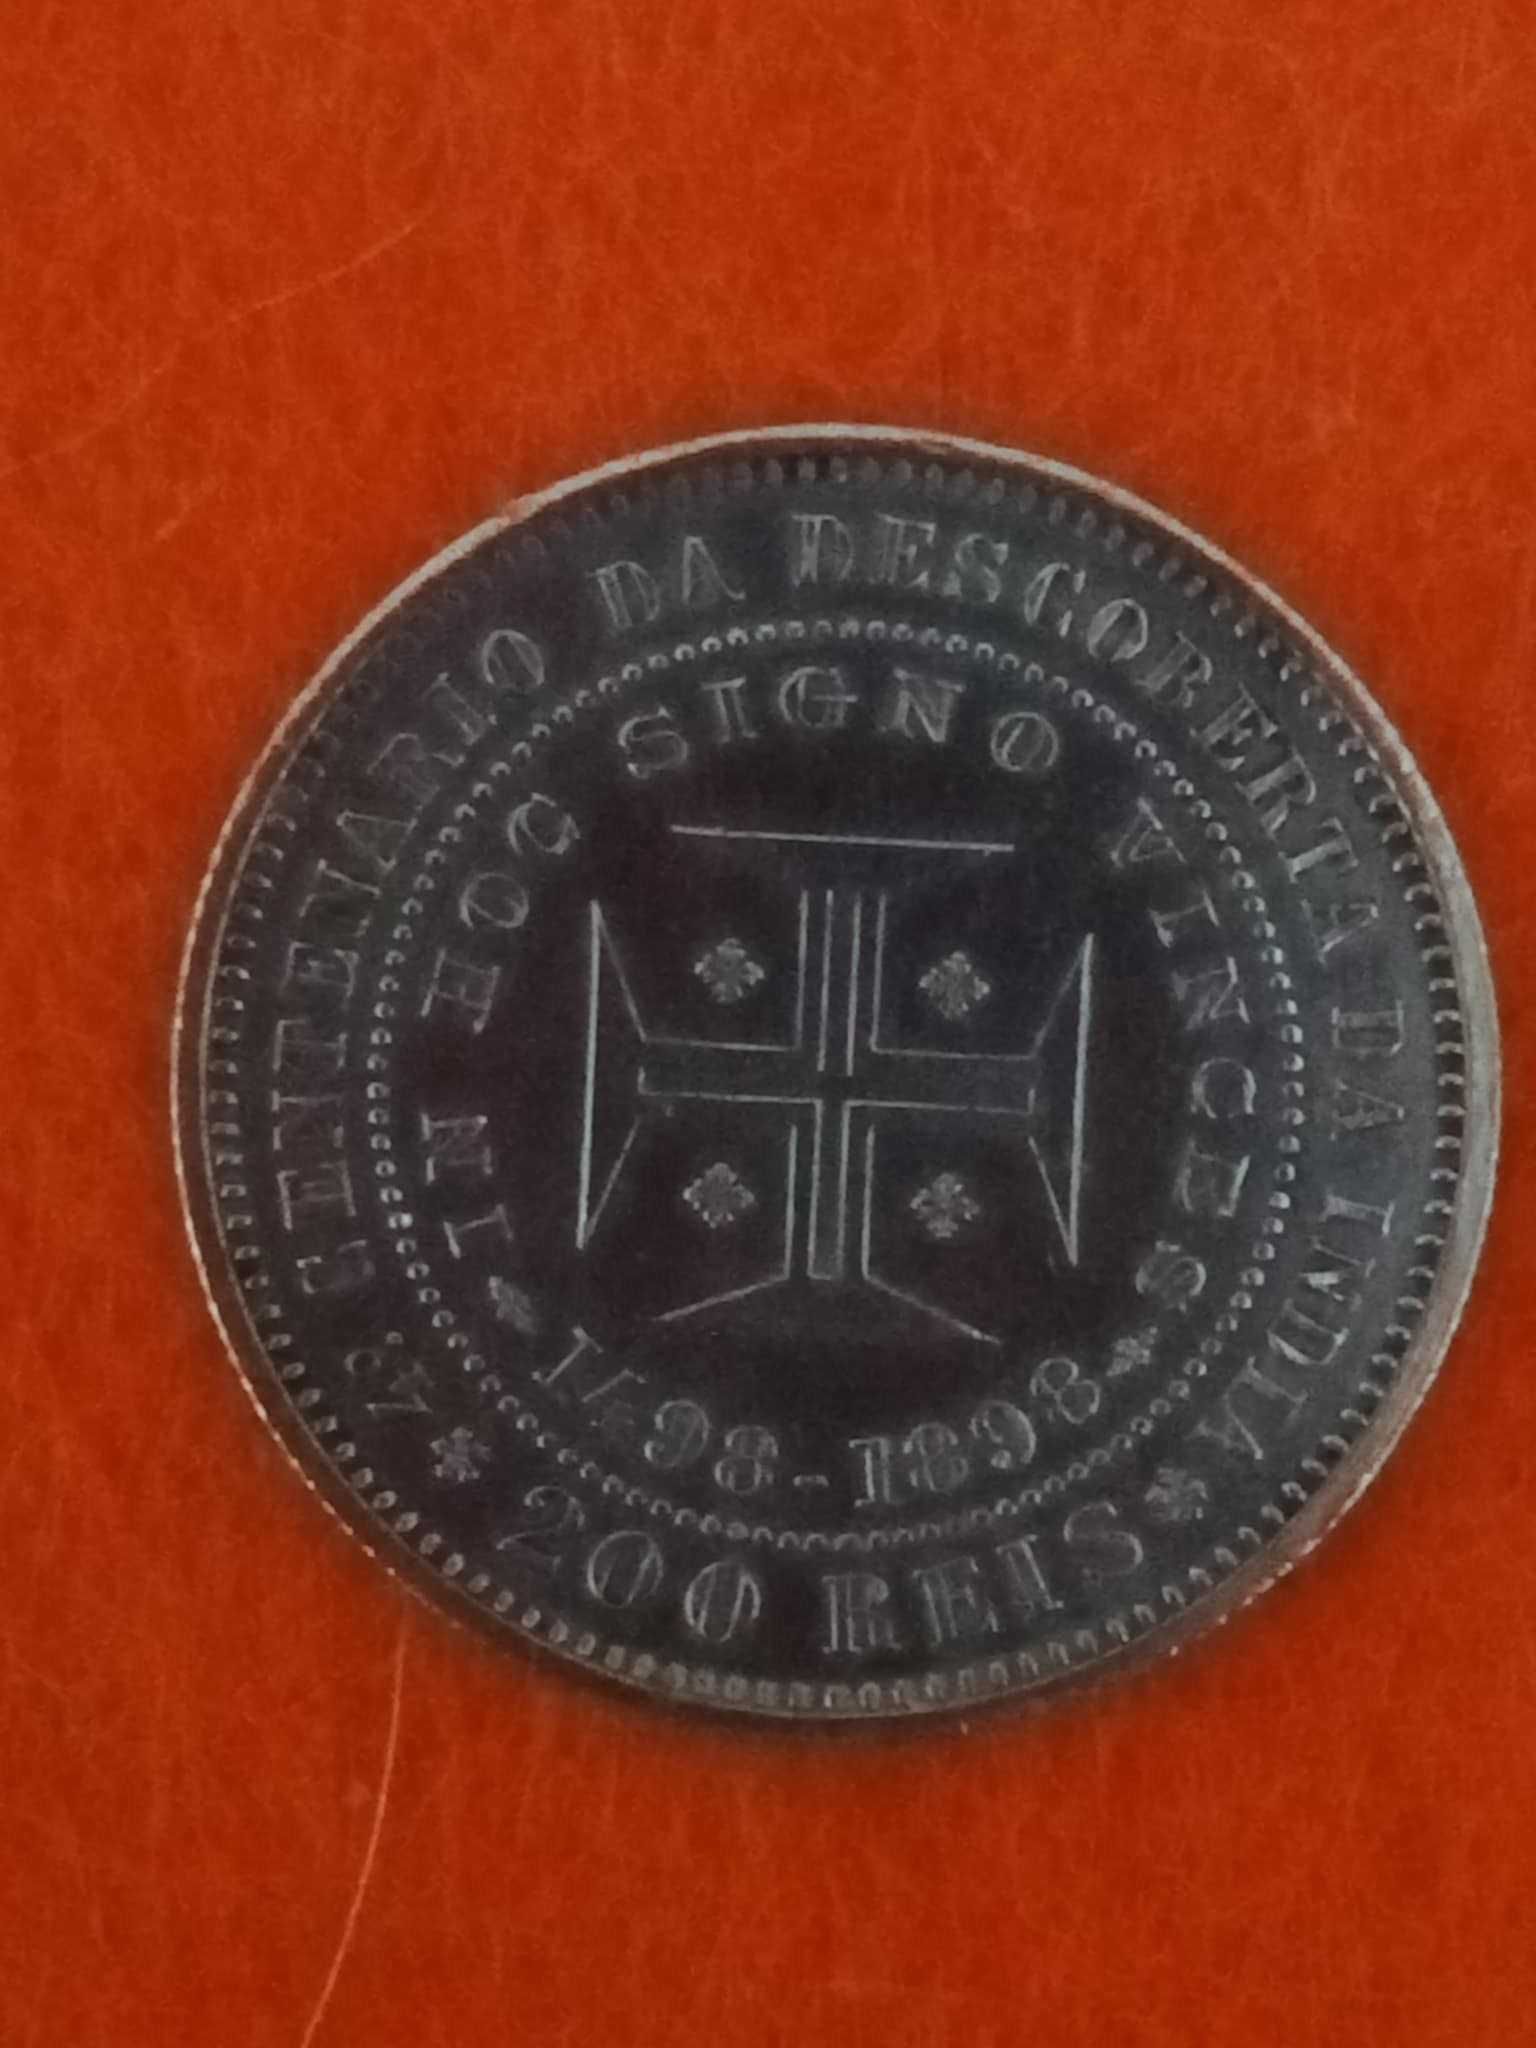 4º. CENTENARIO DA DESCOBERTA DA INDIA
200 REIS
IN HOC SIGNO VINCES
1498-1898